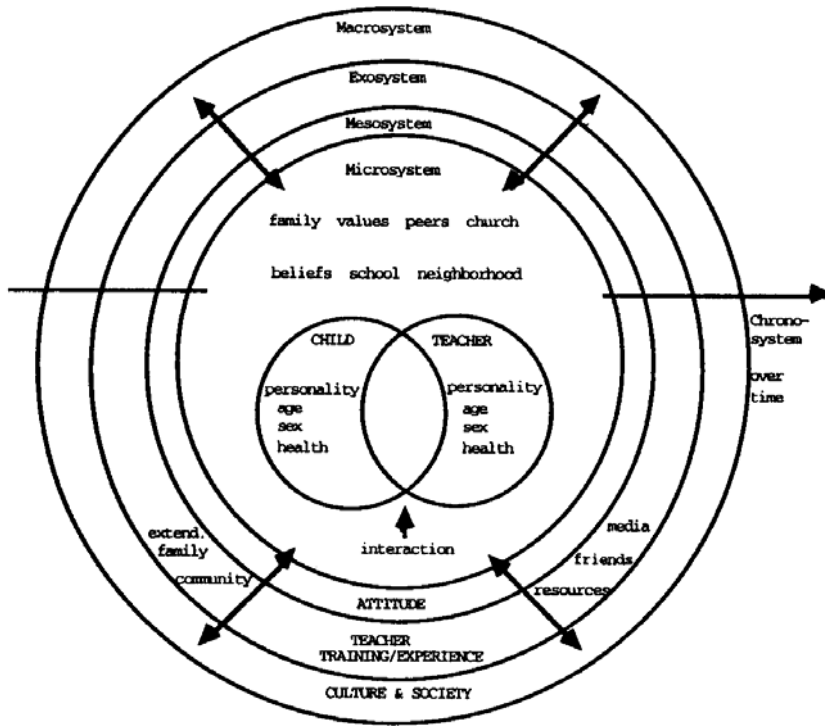 Macrosystem
Exosystem
Mesosystem
Microsystem
family values peers church
beliefs school neighborhood
Chrono-
system
over
time
CHILD
personality
age
sex
health
TEACHER
personality
age
sex
health
interaction
extend.
family
community
media
friends
resources
ATTITUDE
TEACHER
TRAINING/EXPERIENCE
CULTURE & SOCIETY